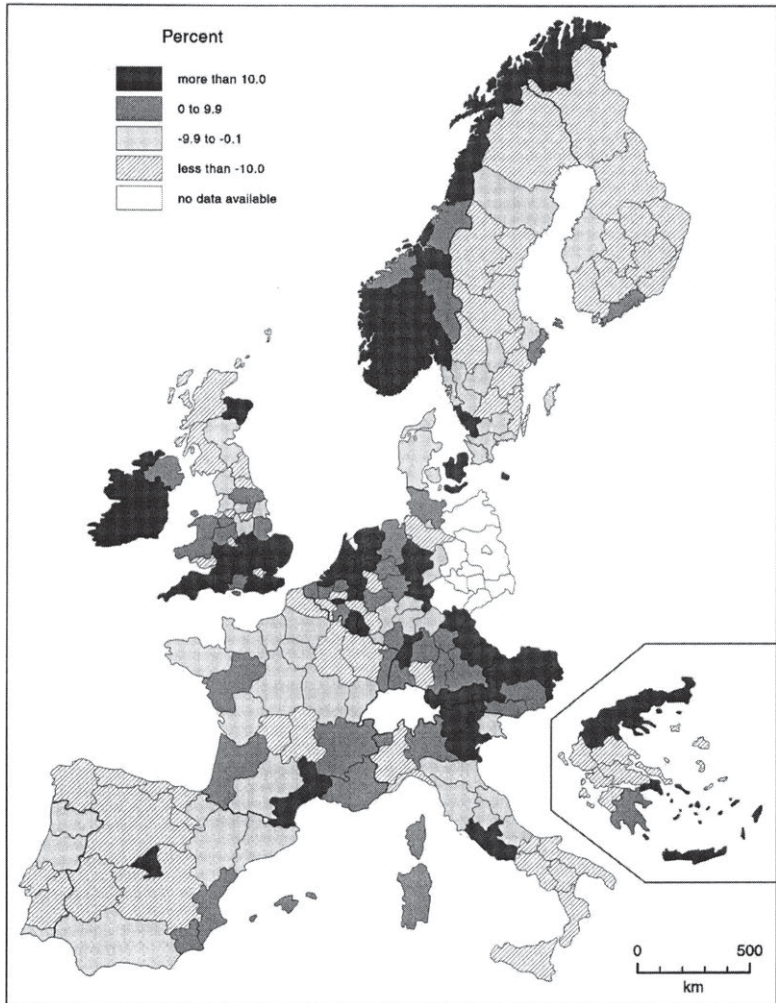 Percent
more than 10.0
0 to 9.9
-9.9 to -0.1
less than -10.0
no data available
0 500
km